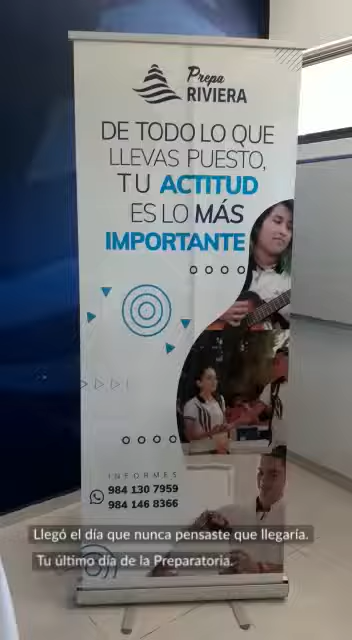 Prepa
RIVIERA
DE TODO LO QUE
LLEVAS PUESTO,
TU ACTITUD
ES LO MÁS
IMPORTANTE
INFORMES
984 130 7959
984 146 8366
Llegó el día que nunca pensaste que llegaría.
Tu último día de la Preparatoria.